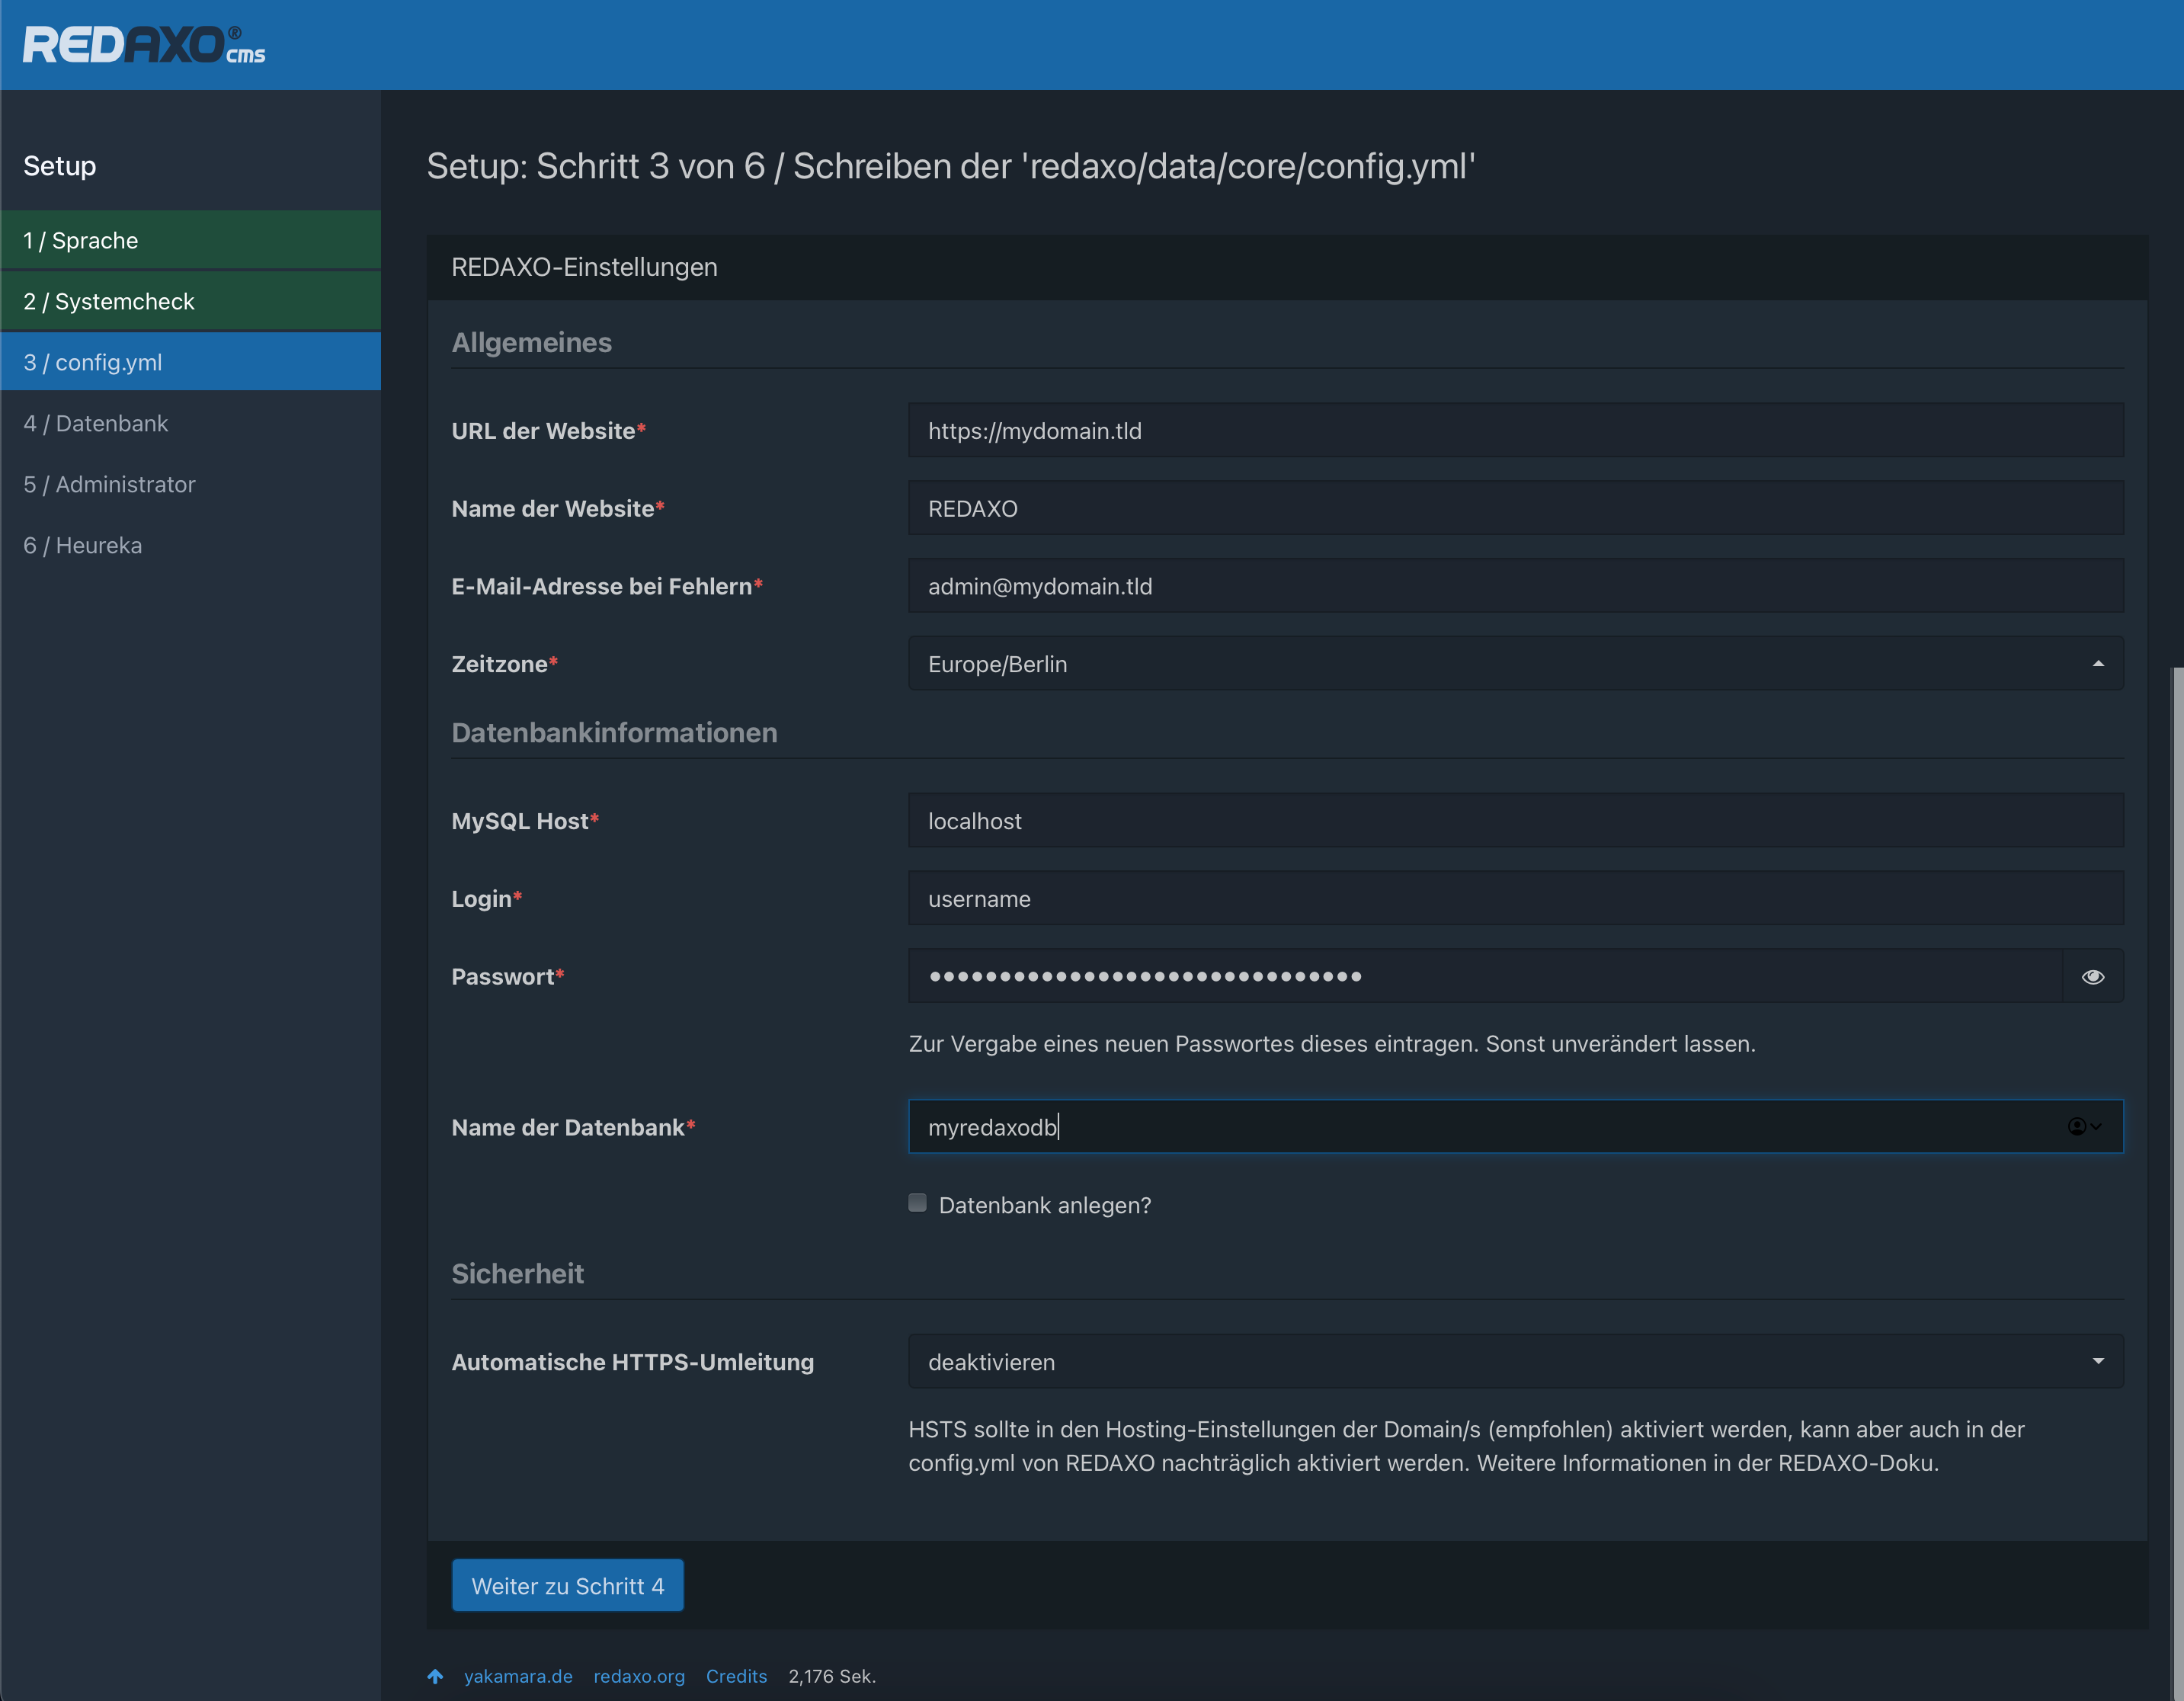 REDAXO® cms
Setup
1 / Sprache
2 / Systemcheck
3 / config.yml
4 / Datenbank
5 / Administrator
6 / Heureka
Setup: Schritt 3 von 6 / Schreiben der 'redaxo/data/core/config.yml'
REDAXO-Einstellungen
Allgemeines
URL der Website* https://mydomain.tld
Name der Website* REDAXO
E-Mail-Adresse bei Fehlern* admin@mydomain.tld
Zeitzone* Europe/Berlin
Datenbankinformationen
MySQL Host* localhost
Login* username
Passwort* •••••••••••••••••••••••••••••••
Zur Vergabe eines neuen Passwortes dieses eintragen. Sonst unverändert lassen.
Name der Datenbank* myredaxodb
Datenbank anlegen?
Sicherheit
Automatische HTTPS-Umleitung deaktivieren
HSTS sollte in den Hosting-Einstellungen der Domain/s (empfohlen) aktiviert werden, kann aber auch in der
config.yml von REDAXO nachträglich aktiviert werden. Weitere Informationen in der REDAXO-Doku.
Weiter zu Schritt 4
yakamara.de redaxo.org Credits 2,176 Sek.